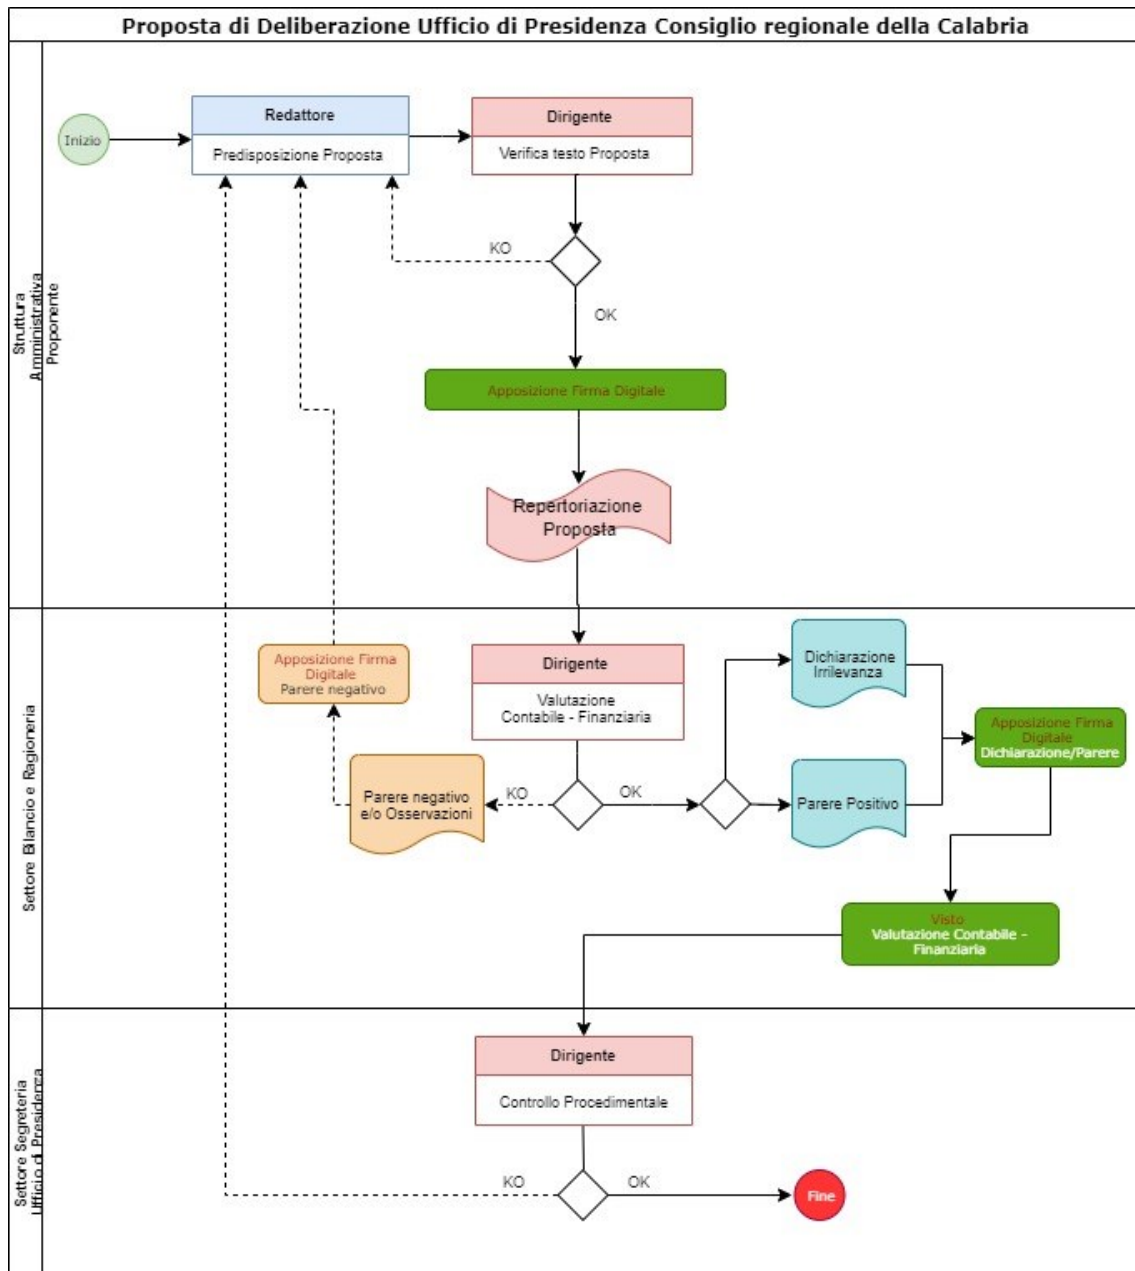 Proposta di Deliberazione Ufficio di Presidenza Consiglio regionale della Calabria
Struttura
Amministrativa
Proponente
Inizio
Redattore
Predisposizione Proposta
Dirigente
Verifica testo Proposta
KO
OK
Apposizione Firma Digitale
Repertoriazione
Proposta
Settore Bilancio e Ragioneria
Apposizione Firma
Digitale
Parere negativo
Dirigente
Valutazione
Contabile - Finanziaria
Dichiarazione
Irrilevanza
Apposizione Firma
Digitale
Dichiarazione/Parere
Parere negativo
e/o Osservazioni
KO
OK
Parere Positivo
Visto
Valutazione Contabile -
Finanziaria
Settore Segreteria
Ufficio di Presidenza
Dirigente
Controllo Procedimentale
KO
OK
Fine